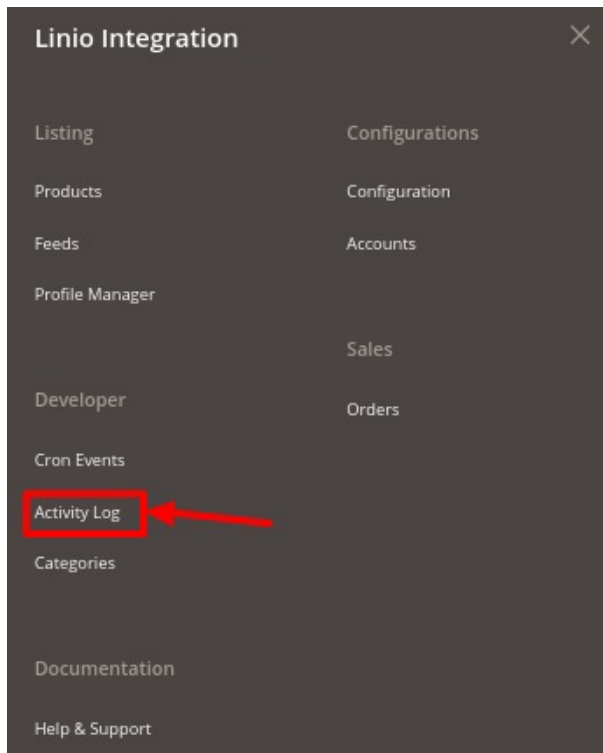 Linio Integration
Listing
Products
Feeds
Profile Manager
Developer
Cron Events
Activity Log
Categories
Documentation
Help & Support
Configurations
Configuration
Accounts
Sales
Orders